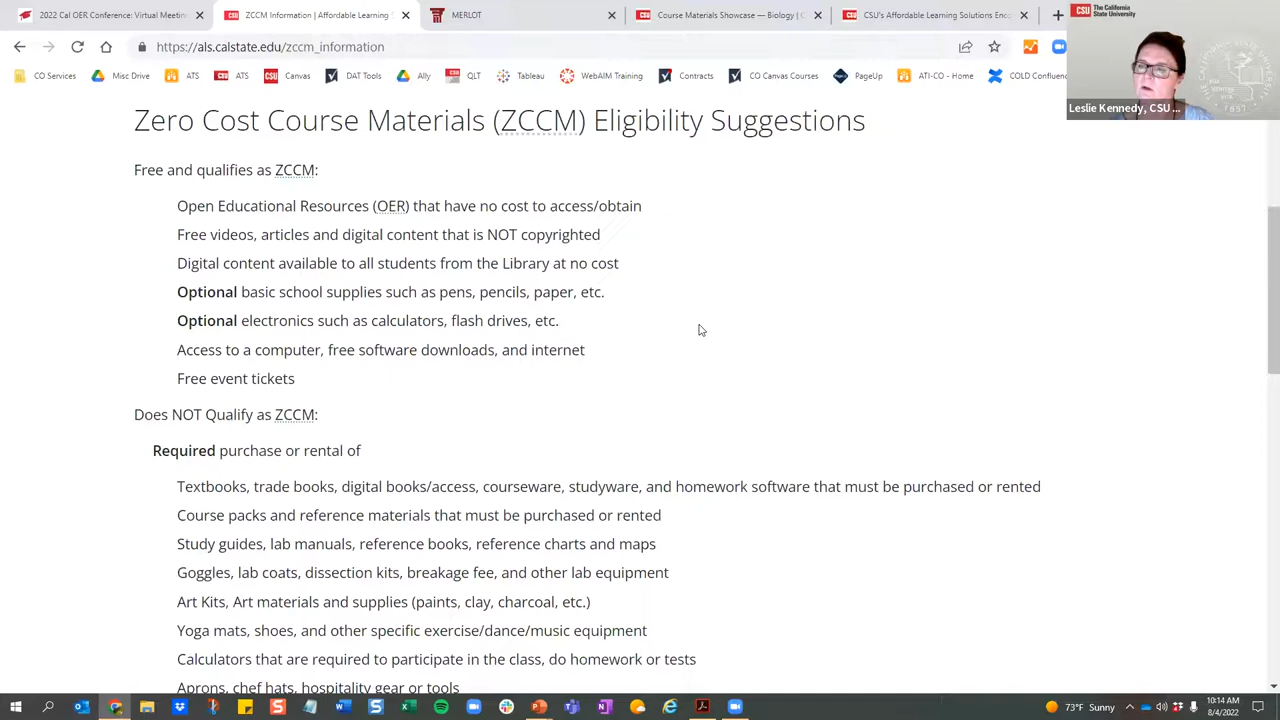 2022 Cal OER Conference: Virtual Meetin
ZCCM Information | Affordable Learning
MERLOT
Course Materials Showcase — Biology | C
CSU's Affordable Learning Solutions Enc
CSU The California State University
https://als.calstate.edu/zccm_information
CO Services
Misc Drive
ATS
ATS
Canvas
DAT Tools
Ally
QLT
Tableau
WebAIM Training
Contracts
CO Canvas Courses
PageUp
ATI-CO - Home
COLD Confluenc
Leslie Kennedy, CSU ...
Zero Cost Course Materials (ZCCM) Eligibility Suggestions
Free and qualifies as ZCCM:
Open Educational Resources (OER) that have no cost to access/obtain
Free videos, articles and digital content that is NOT copyrighted
Digital content available to all students from the Library at no cost
Optional basic school supplies such as pens, pencils, paper, etc.
Optional electronics such as calculators, flash drives, etc.
Access to a computer, free software downloads, and internet
Free event tickets
Does NOT Qualify as ZCCM:
Required purchase or rental of
Textbooks, trade books, digital books/access, courseware, studyware, and homework software that must be purchased or rented
Course packs and reference materials that must be purchased or rented
Study guides, lab manuals, reference books, reference charts and maps
Goggles, lab coats, dissection kits, breakage fee, and other lab equipment
Art Kits, Art materials and supplies (paints, clay, charcoal, etc.)
Yoga mats, shoes, and other specific exercise/dance/music equipment
Calculators that are required to participate in the class, do homework or tests
Aprons, chef hats, hospitality gear or tools
73°F Sunny
10:14 AM
8/4/2022